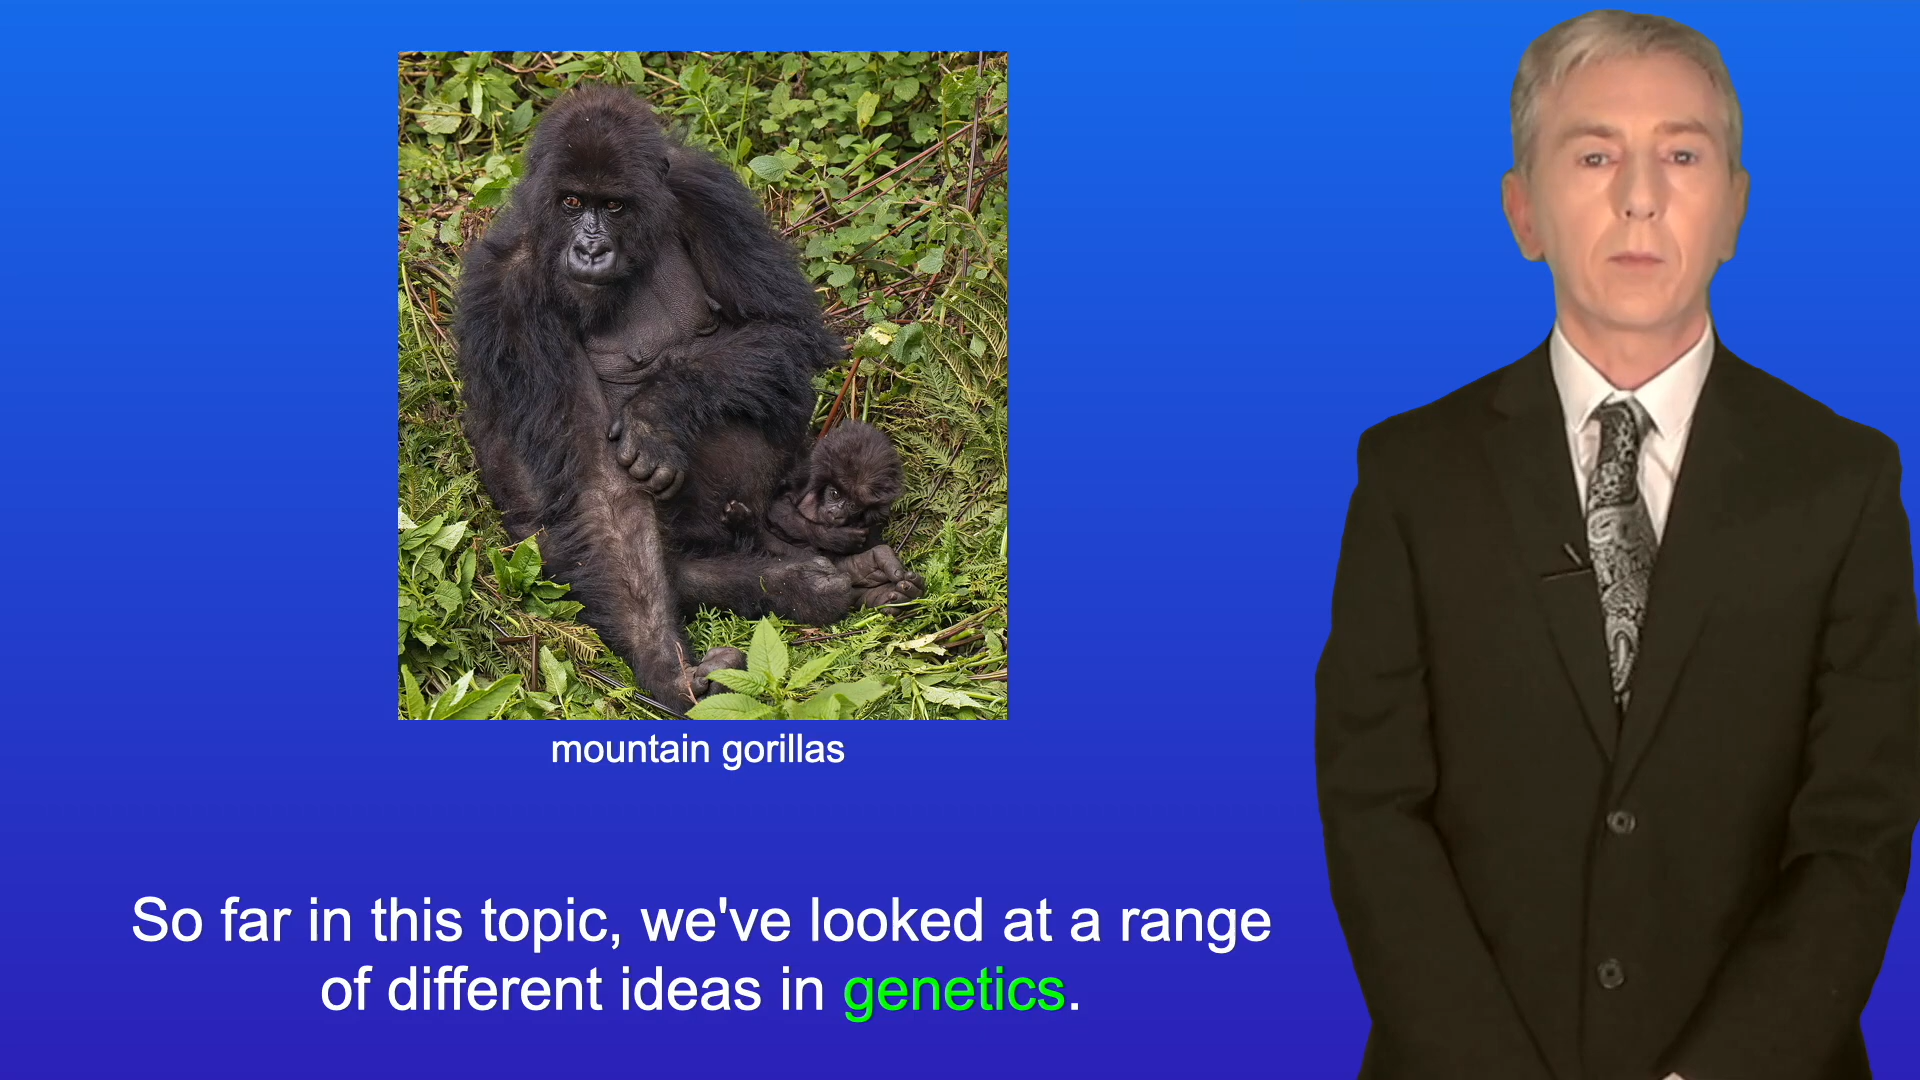 mountain gorillas
So far in this topic, we've looked at a range
of different ideas in genetics.